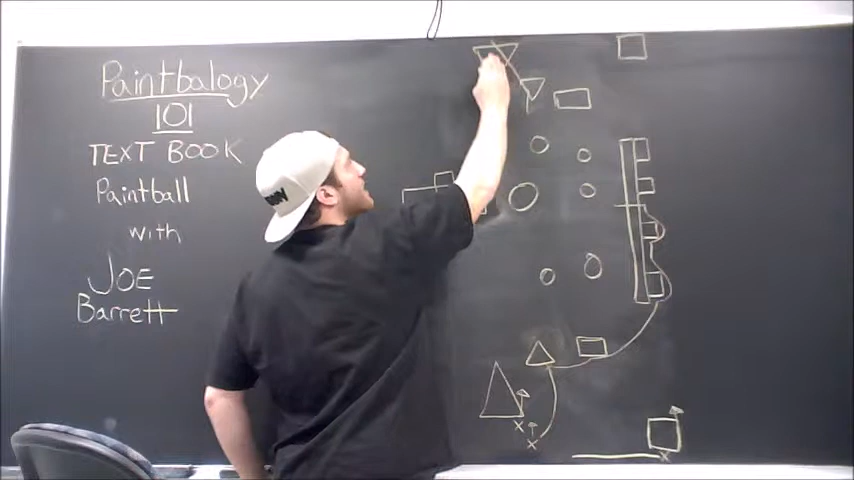 Paintbalogy
101
TEXT BOOK
Paintball
with
JOE
Barrett
X
X
X